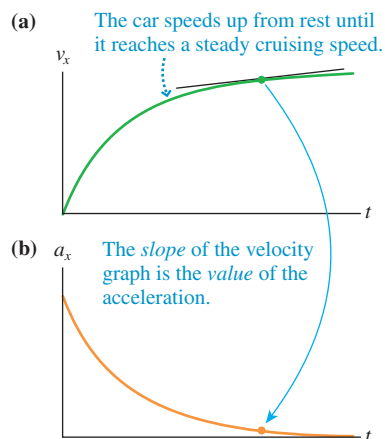 (a)
The car speeds up from rest until
it reaches a steady cruising speed.
vₓ
t
(b)
aₓ
The slope of the velocity
graph is the value of the
acceleration.
t